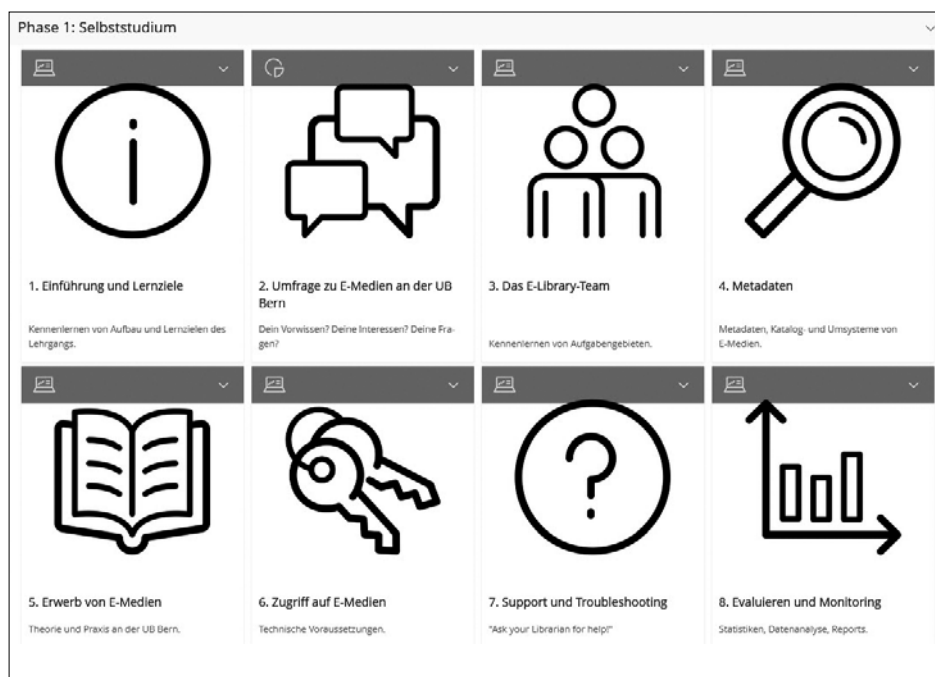 Phase 1: Selbststudium
1. Einführung und Lernziele
Kennenlernen von Aufbau und Lernzielen des
Lehrgangs.
2. Umfrage zu E-Medien an der UB
Bern
Dein Vorwissen? Deine Interessen? Deine Fra-
gen?
3. Das E-Library-Team
Kennenlernen von Aufgabengebieten.
4. Metadaten
Metadaten, Katalog- und Umsysteme von
E-Medien.
5. Erwerb von E-Medien
Theorie und Praxis an der UB Bern.
6. Zugriff auf E-Medien
Technische Voraussetzungen.
7. Support und Troubleshooting
"Ask your Librarian for help!"
8. Evaluieren und Monitoring
Statistiken, Datenanalyse, Reports.